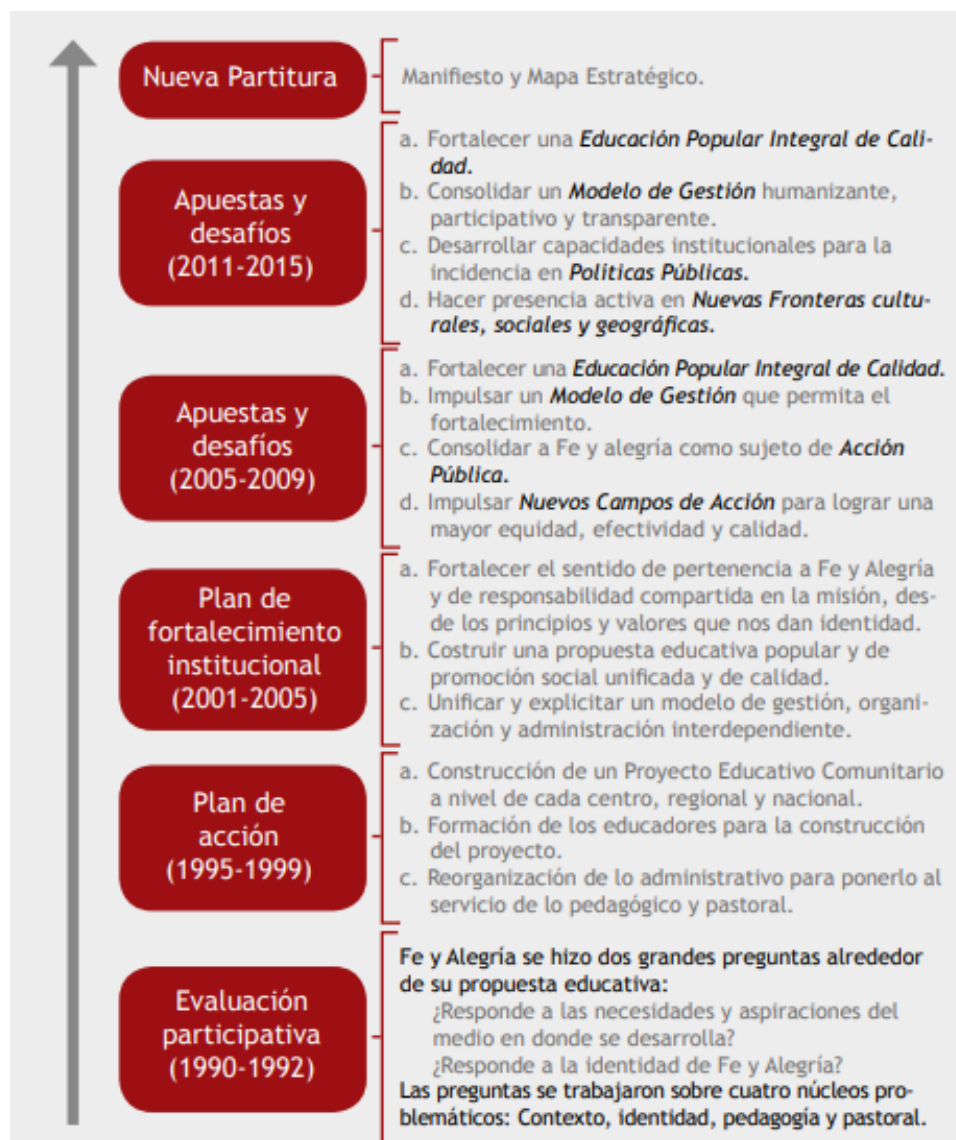 Nueva Partitura
Manifiesto y Mapa Estratégico.
Apuestas y
desafíos
(2011-2015)
a. Fortalecer una Educación Popular Integral de Cali-
dad.
b. Consolidar un Modelo de Gestión humanizante,
participativo y transparente.
c. Desarrollar capacidades institucionales para la
incidencia en Políticas Públicas.
d. Hacer presencia activa en Nuevas Fronteras cultu-
rales, sociales y geográficas.
Apuestas y
desafíos
(2005-2009)
a. Fortalecer una Educación Popular Integral de Calidad.
b. Impulsar un Modelo de Gestión que permita el
fortalecimiento.
c. Consolidar a Fe y alegría como sujeto de Acción
Pública.
d. Impulsar Nuevos Campos de Acción para lograr una
mayor equidad, efectividad y calidad.
Plan de
fortalecimiento
institucional
(2001-2005)
a. Fortalecer el sentido de pertenencia a Fe y Alegría
y de responsabilidad compartida en la misión, des-
de los principios y valores que nos dan identidad.
b. Costruir una propuesta educativa popular y de
promoción social unificada y de calidad.
c. Unificar y explicitar un modelo de gestión, organi-
zación y administración interdependiente.
Plan de
acción
(1995-1999)
a. Construcción de un Proyecto Educativo Comunitario
a nivel de cada centro, regional y nacional.
b. Formación de los educadores para la construcción
del proyecto.
c. Reorganización de lo administrativo para ponerlo al
servicio de lo pedagógico y pastoral.
Evaluación
participativa
(1990-1992)
Fe y Alegría se hizo dos grandes preguntas alrededor
de su propuesta educativa:
¿Responde a las necesidades y aspiraciones del
medio en donde se desarrolla?
¿Responde a la identidad de Fe y Alegría?
Las preguntas se trabajaron sobre cuatro núcleos pro-
blemáticos: Contexto, identidad, pedagogía y pastoral.